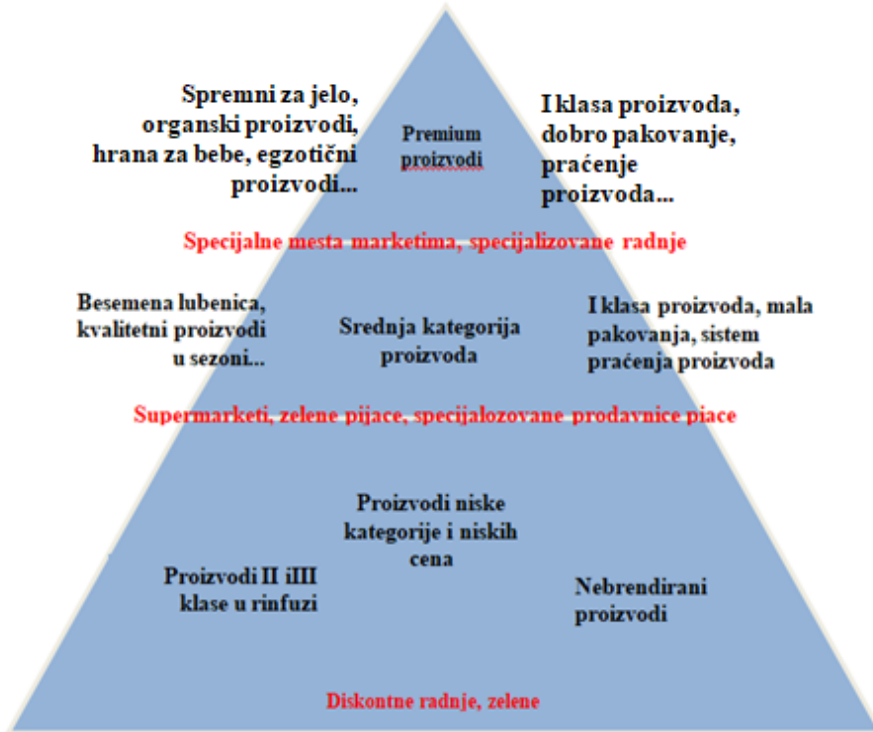 Spremni za jelo,
organski proizvodi,
hrana za bebe, egzotični
proizvodi...
Premium
proizvodi
I klasa proizvoda,
dobro pakovanje,
praćenje
proizvoda...
Specijalne mesta marketima, specijalizovane radnje
Besemena lubenica,
kvalitetni proizvodi
u sezoni...
Srednja kategorija
proizvoda
I klasa proizvoda, mala
pakovanja, sistem
praćenja proizvoda
Supermarketi, zelene pijace, specijalozovane prodavnice piace
Proizvodi niske
kategorije i niskih
cena
Proizvodi II iIII
klase u rinfuzi
Nebrendirani
proizvodi
Diskontne radnje, zelene